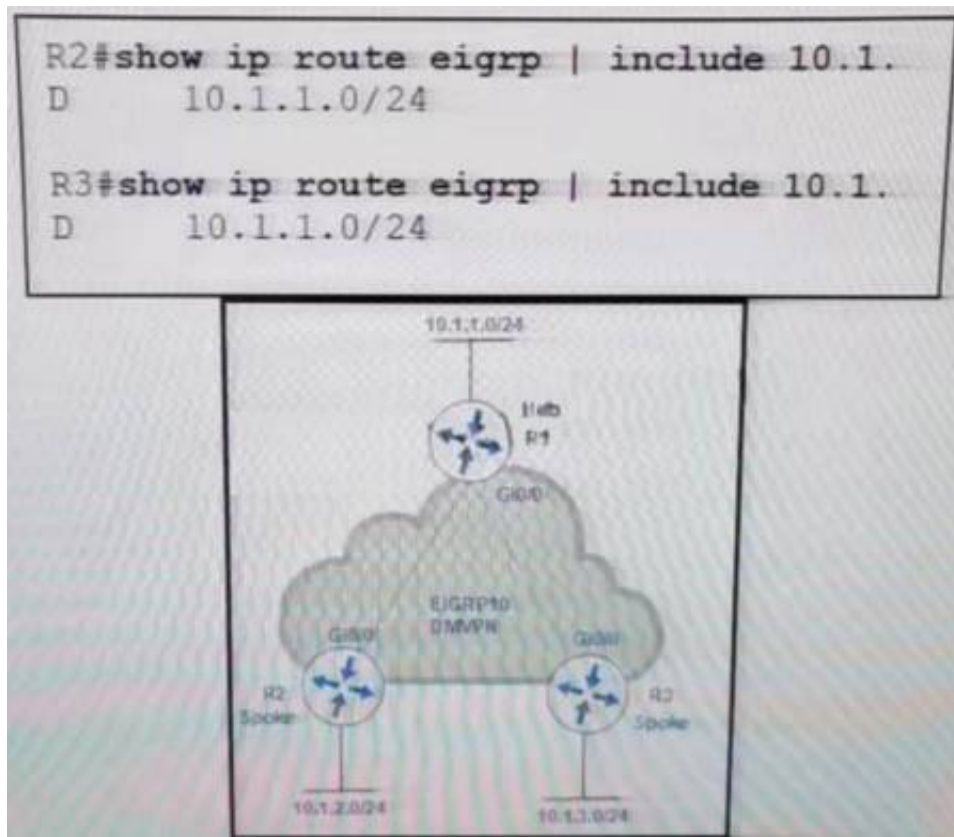 R2#show ip route eigrp | include 10.1.
D 10.1.1.0/24
R3#show ip route eigrp | include 10.1.
D 10.1.1.0/24
10.1.1.0/24
Hub
R1
Gi0/0
EIGRP10
DMVPN
Gi0/0
Gi0/0
R2
Spoke
R3
Spoke
10.1.2.0/24
10.1.3.0/24